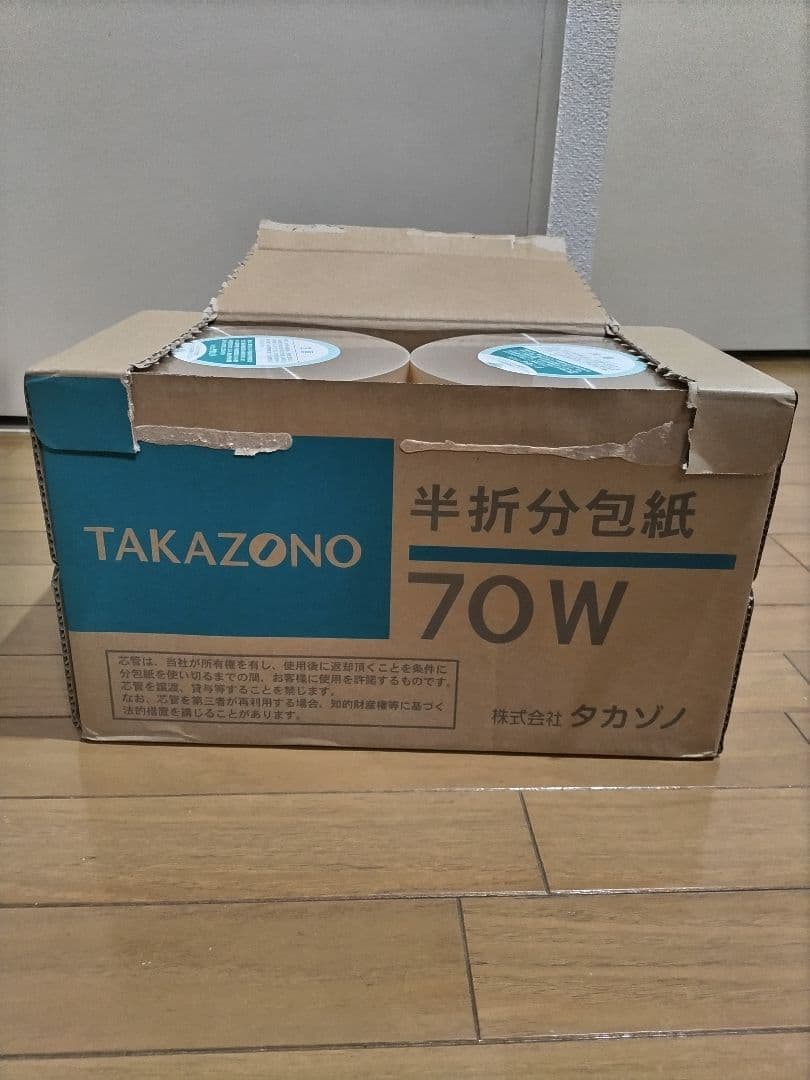 TAKAZONO
半折分包紙
70W
芯管は、当社が所有権を有し、使用後に返却頂くことを条件に
分包紙を使い切るまでの間、お客様に使用を許諾するものです。
芯管を譲渡、貸与等することを禁じます。
なお、芯管を第三者が再利用する場合、知的財産権等に基づく
法的措置を講じることがあります。
株式会社 タカゾノ